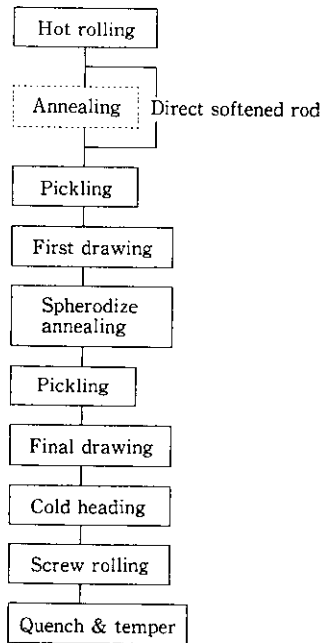 Hot rolling
Annealing Direct softened rod
Pickling
First drawing
Spherodize
annealing
Pickling
Final drawing
Cold heading
Screw rolling
Quench & temper